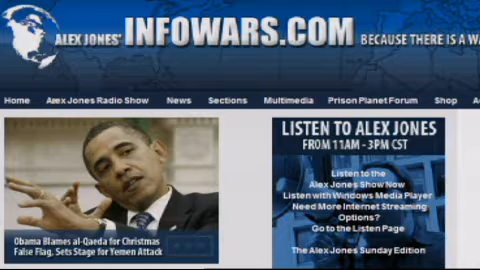 ALEX JONES' INFOWARS.COM BECAUSE THERE IS A WA
Home Alex Jones Radio Show News Sections Multimedia Prison Planet Forum Shop A
LISTEN TO ALEX JONES
FROM 11AM - 3PM CST
Listen to the
Alex Jones Show Now
Listen with Windows Media Player
Need More Internet Streaming
Options?
Go to the Listen Page
The Alex Jones Sunday Edition
Obama Blames al-Qaeda for Christmas
False Flag, Sets Stage for Yemen Attack